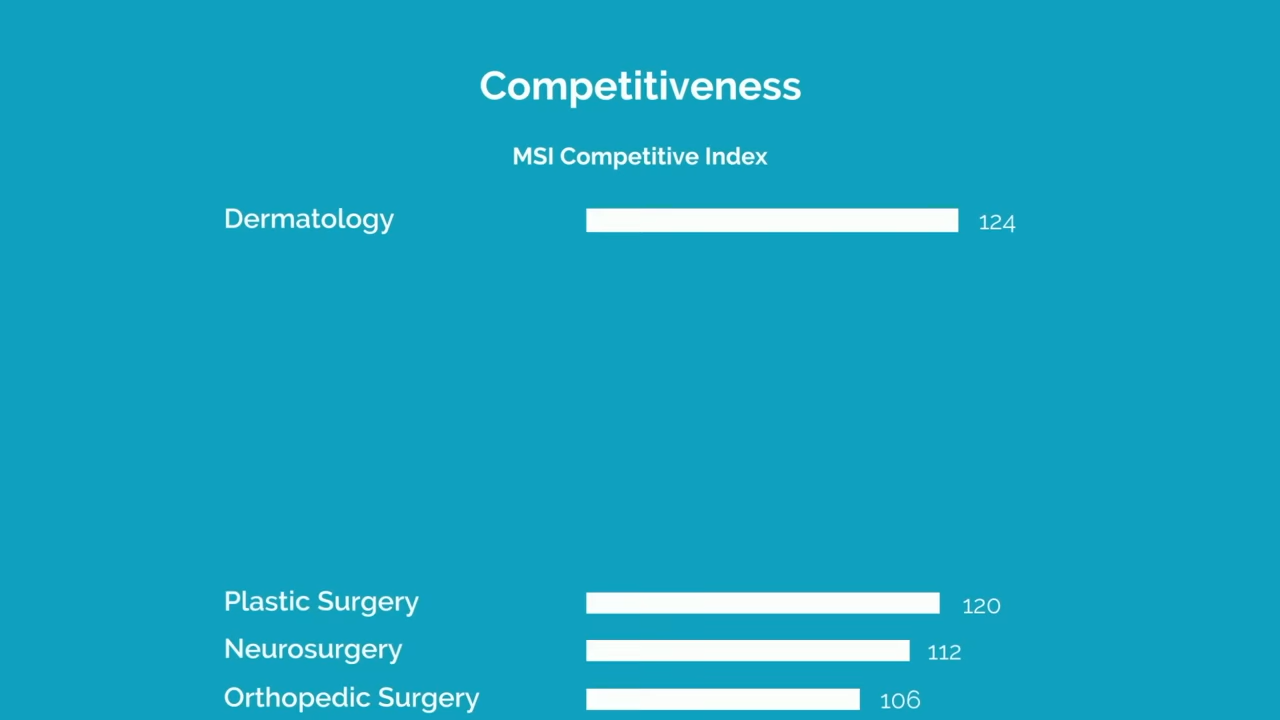 Competitiveness
MSI Competitive Index
Dermatology 124
Plastic Surgery 120
Neurosurgery 112
Orthopedic Surgery 106